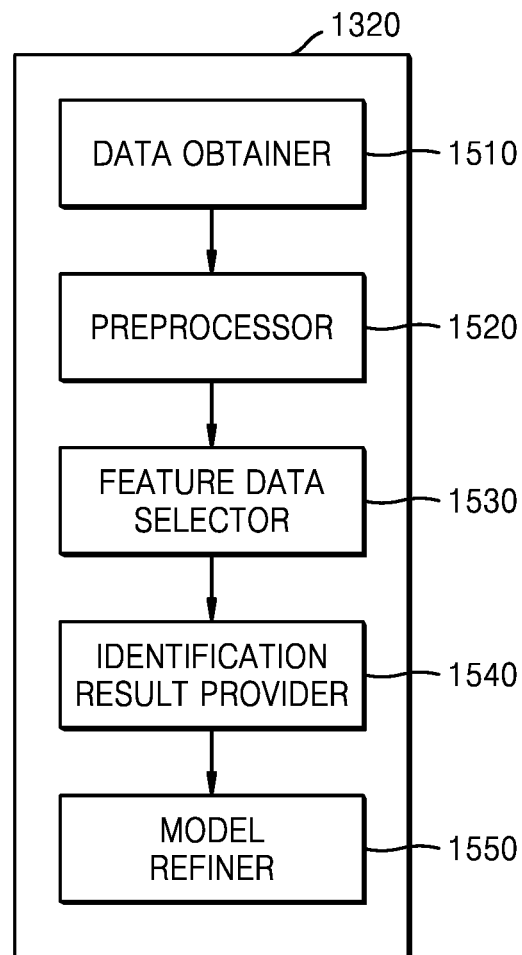 1320
DATA OBTAINER
1510
PREPROCESSOR
1520
FEATURE DATA
SELECTOR
1530
IDENTIFICATION
RESULT PROVIDER
1540
MODEL
REFINER
1550